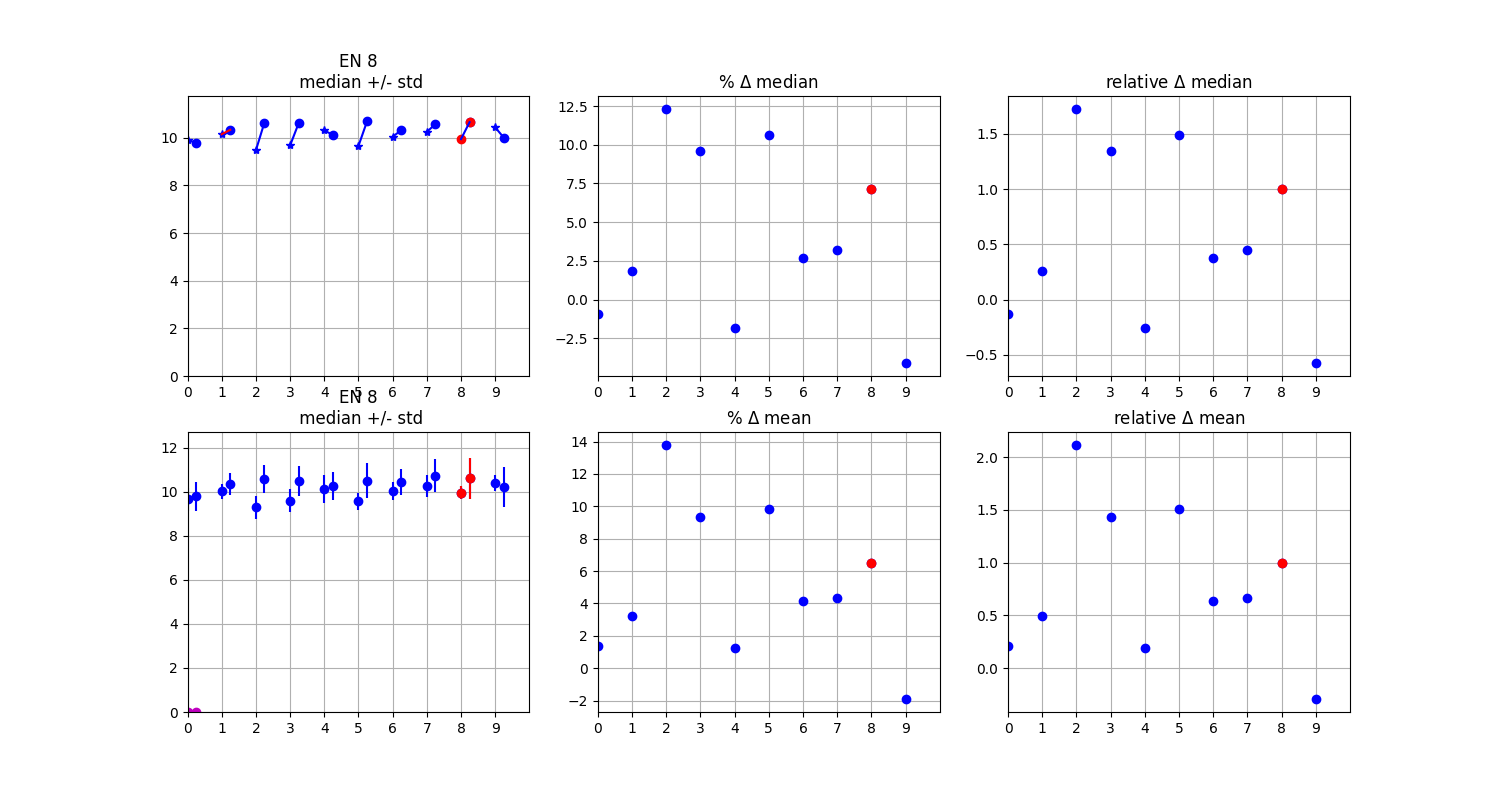 EN 8
median +/- std
% Δ median
relative Δ median
10
8
6
4
2
0
12.5
10.0
7.5
5.0
2.5
0.0
−2.5
1.5
1.0
0.5
0.0
−0.5
0 1 2 3 4 5 6 7 8 9
0 1 2 3 4 5 6 7 8 9
0 1 2 3 4 5 6 7 8 9
EN 8
median +/- std
% Δ mean
relative Δ mean
12
10
8
6
4
2
0
14
12
10
8
6
4
2
0
−2
2.0
1.5
1.0
0.5
0.0
0 1 2 3 4 5 6 7 8 9
0 1 2 3 4 5 6 7 8 9
0 1 2 3 4 5 6 7 8 9